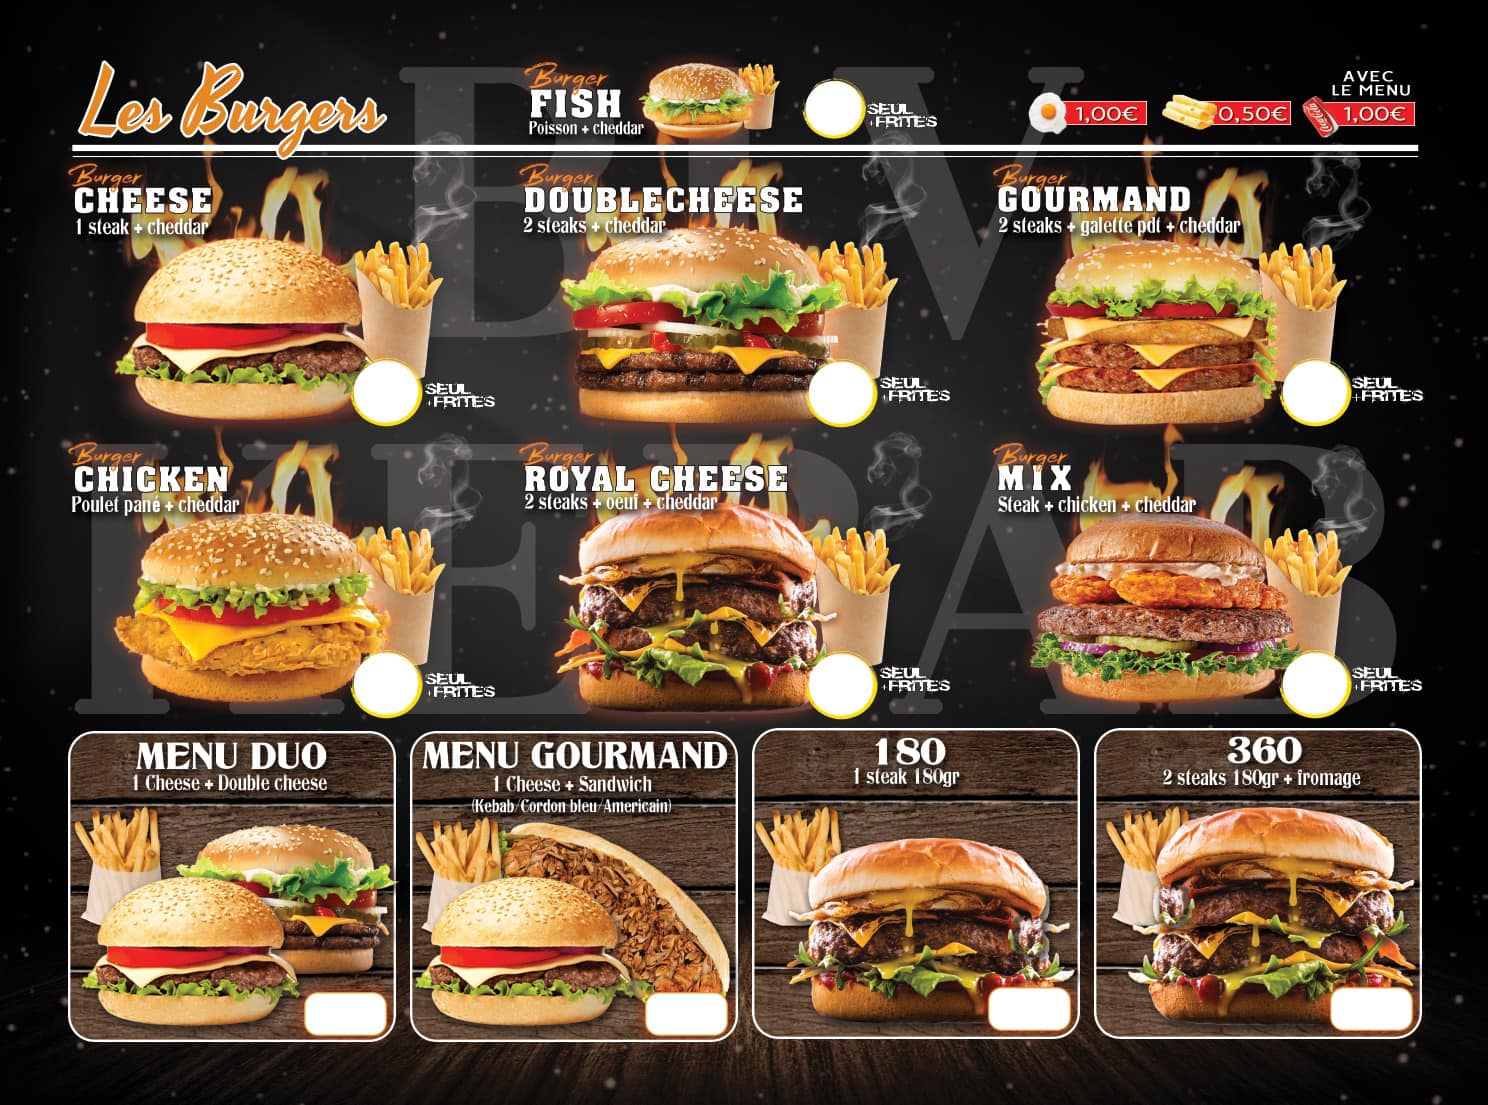 Les Burgers
Burger
FISH
Poisson + cheddar
SEUL
+FRITES
1,00€
0,50€
AVEC
LE MENU
1,00€
Burger
CHEESE
1 steak + cheddar
SEUL
+FRITES
Burger
DOUBLECHEESE
2 steaks + cheddar
SEUL
+FRITES
Burger
GOURMAND
2 steaks + galette pdt + cheddar
SEUL
+FRITES
Burger
CHICKEN
Poulet pané + cheddar
SEUL
+FRITES
Burger
ROYAL CHEESE
2 steaks + oeuf + cheddar
SEUL
+FRITES
Burger
MIX
Steak + chicken + cheddar
SEUL
+FRITES
KEBAB
MENU DUO
1 Cheese + Double cheese
MENU GOURMAND
1 Cheese + Sandwich
(Kebab/Cordon bleu/Americain)
180
1 steak 180gr
360
2 steaks 180gr + fromage